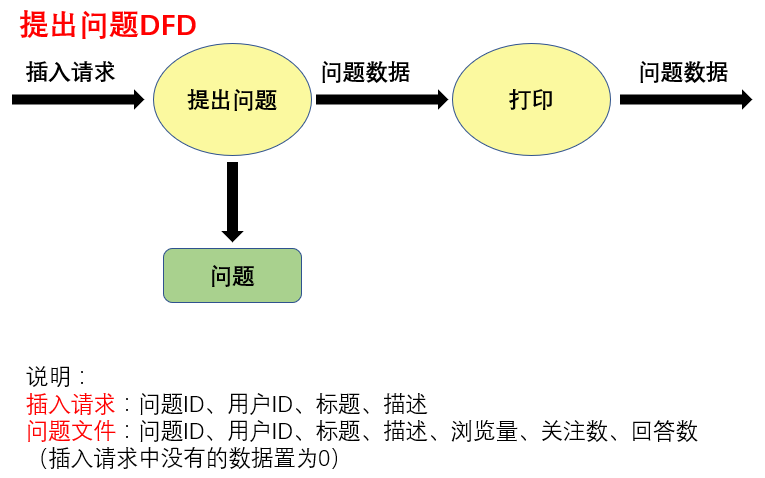 提出问题DFD
插入请求
问题数据
问题数据
提出问题
打印
问题
说明：
插入请求：问题ID、用户ID、标题、描述
问题文件：问题ID、用户ID、标题、描述、浏览量、关注数、回答数
（插入请求中没有的数据置为0）